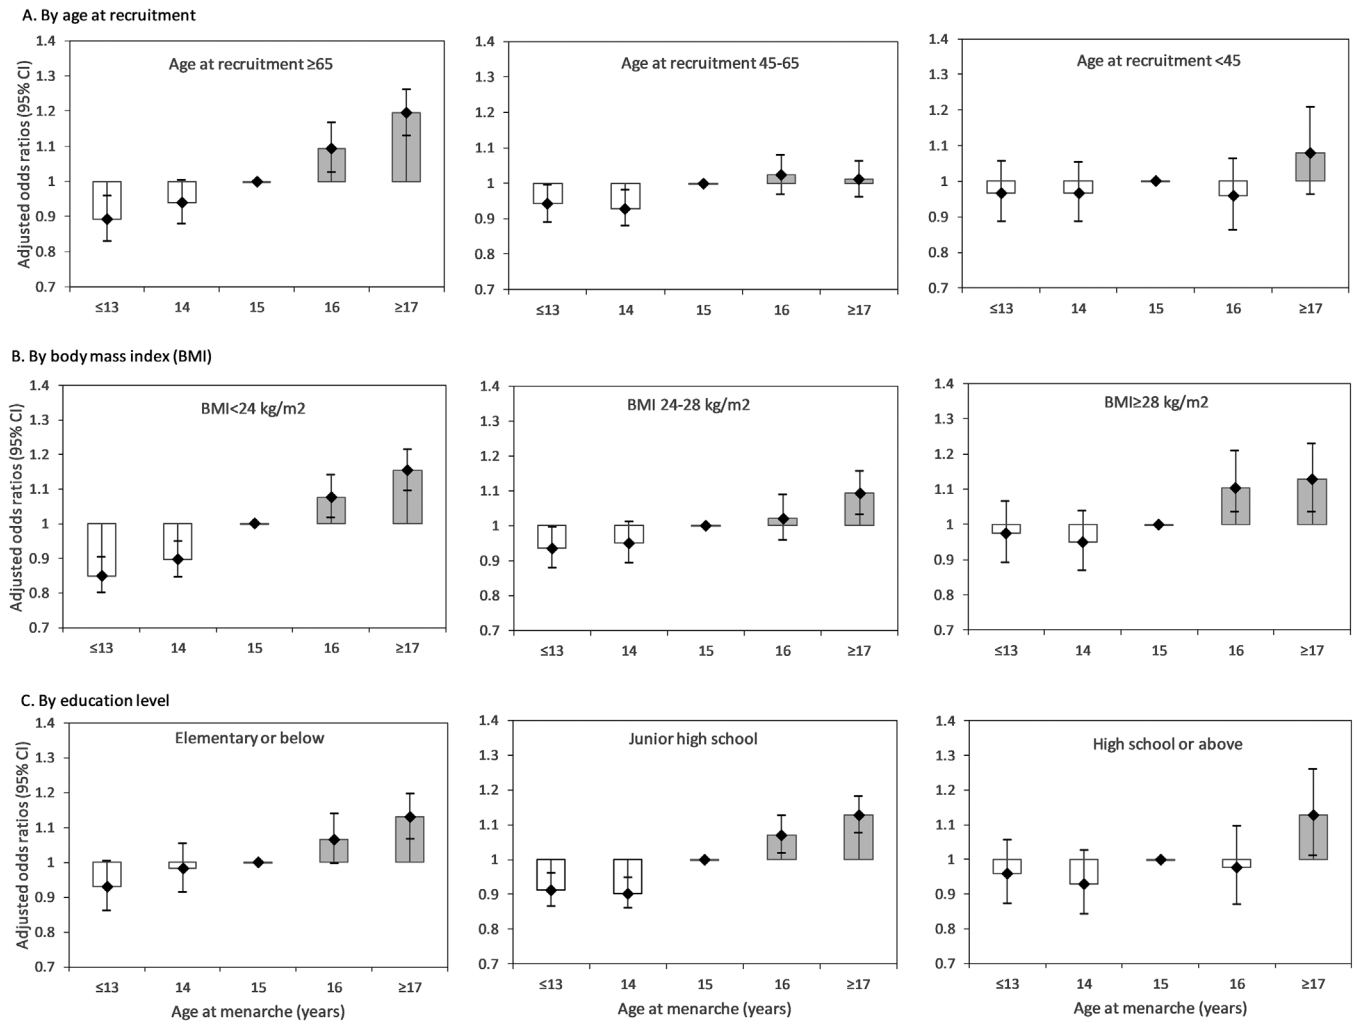 A. By age at recruitment
Adjusted odds ratios (95% CI)
1.4
1.3
1.2
1.1
1
0.9
0.8
0.7
Age at recruitment ≥65
≤13 14 15 16 ≥17
1.4
1.3
1.2
1.1
1
0.9
0.8
0.7
Age at recruitment 45-65
≤13 14 15 16 ≥17
1.4
1.3
1.2
1.1
1
0.9
0.8
0.7
Age at recruitment <45
≤13 14 15 16 ≥17
B. By body mass index (BMI)
Adjusted odds ratios (95% CI)
1.4
1.3
1.2
1.1
1
0.9
0.8
0.7
BMI<24 kg/m2
≤13 14 15 16 ≥17
1.4
1.3
1.2
1.1
1
0.9
0.8
0.7
BMI 24-28 kg/m2
≤13 14 15 16 ≥17
1.4
1.3
1.2
1.1
1
0.9
0.8
0.7
BMI≥28 kg/m2
≤13 14 15 16 ≥17
C. By education level
Adjusted odds ratios (95% CI)
1.4
1.3
1.2
1.1
1
0.9
0.8
0.7
Elementary or below
≤13 14 15 16 ≥17
Age at menarche (years)
1.4
1.3
1.2
1.1
1
0.9
0.8
0.7
Junior high school
≤13 14 15 16 ≥17
Age at menarche (years)
1.4
1.3
1.2
1.1
1
0.9
0.8
0.7
High school or above
≤13 14 15 16 ≥17
Age at menarche (years)